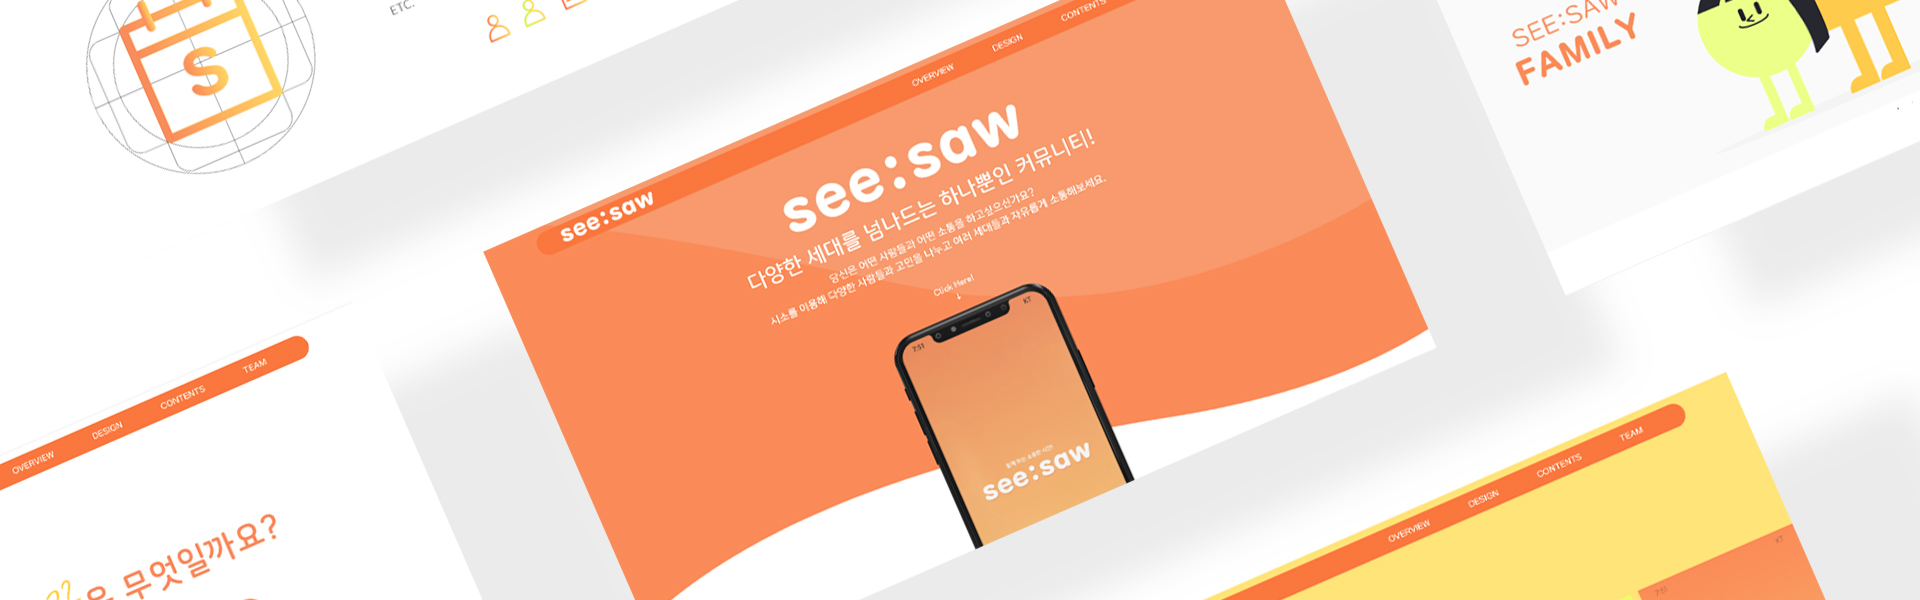 S
ETC.
OVERVIEW
DESIGN
CONTENTS
see:saw
see:saw
다양한 세대를 넘나드는 하나뿐인 커뮤니티!
당신은 어떤 사람들과 어떤 소통을 하고싶으신가요?
시소를 이용해 다양한 사람들과 고민을 나누고 여러 세대들과 자유롭게 소통해보세요.
Click Here!
↓
7:51
KT
see:saw
SEE:SAW
FAMILY
OVERVIEW
DESIGN
CONTENTS
TEAM
은 무엇일까요?
OVERVIEW
DESIGN
CONTENTS
TEAM
7:51
KT